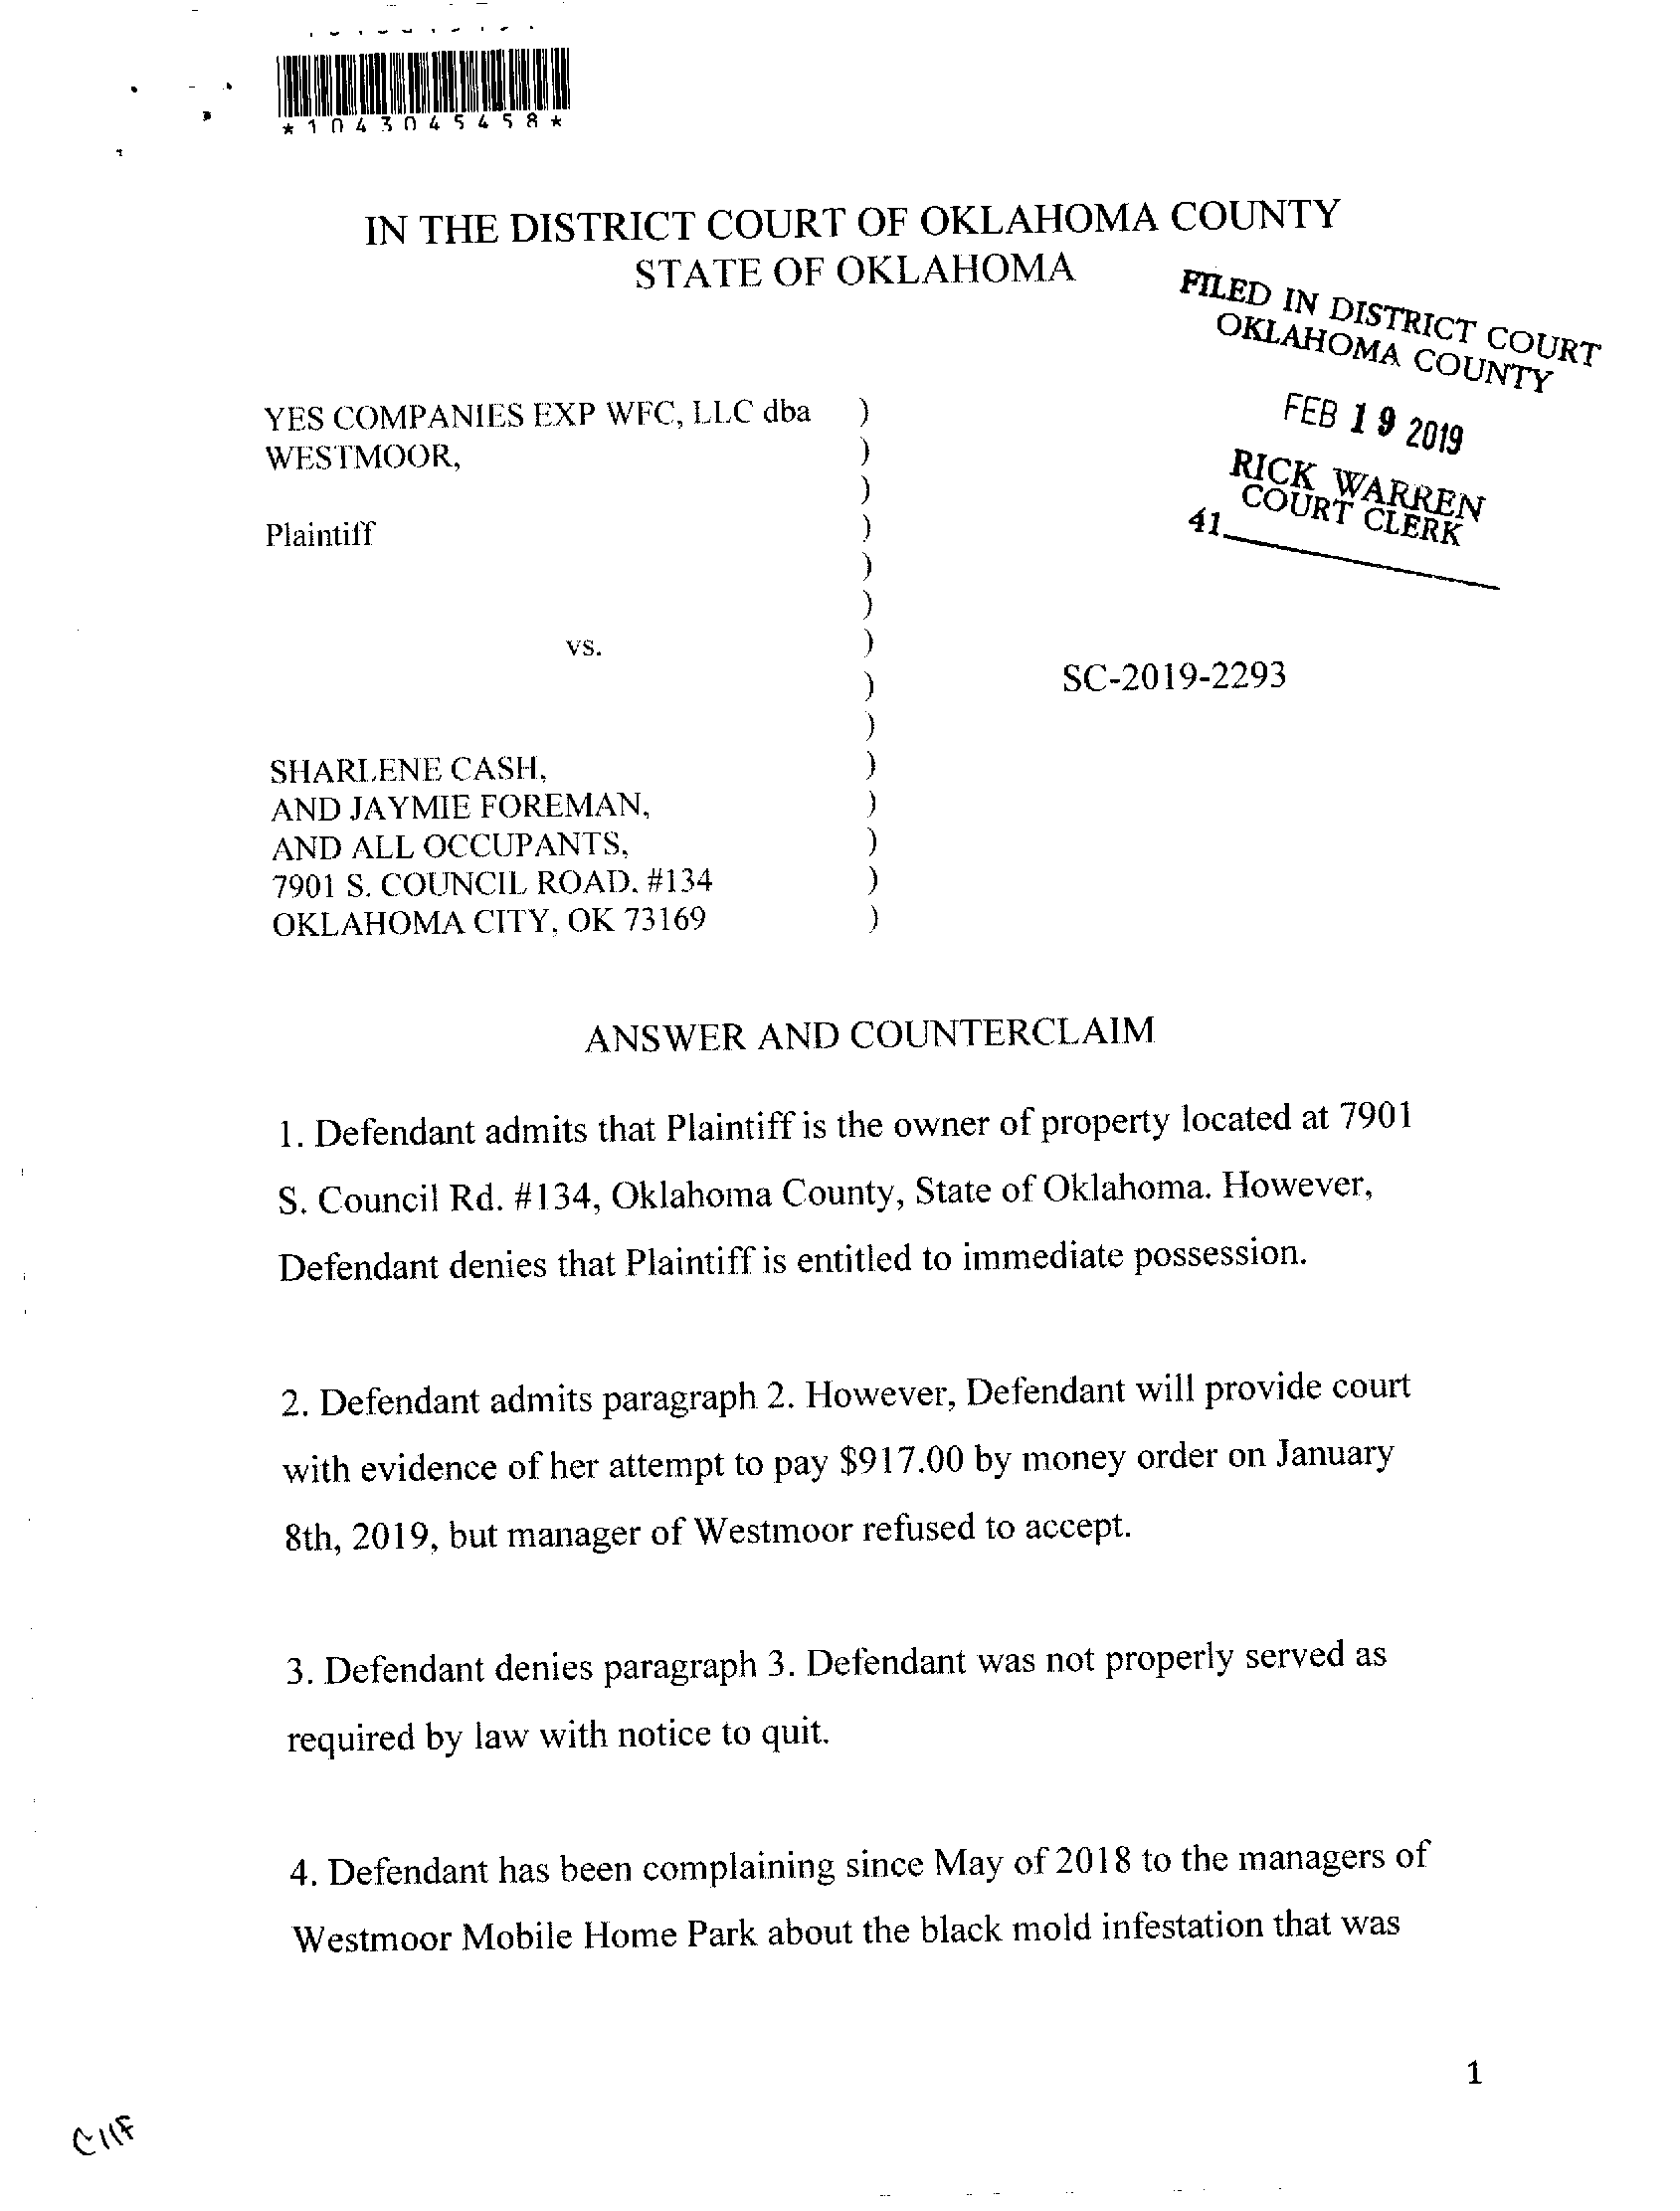 *1043045458*
IN THE DISTRICT COURT OF OKLAHOMA COUNTY
STATE OF OKLAHOMA
FILED IN DISTRICT COURT
OKLAHOMA COUNTY
FEB 19 2019
RICK WARREN
COURT CLERK
41
YES COMPANIES EXP WFC, LLC dba )
WESTMOOR, )
)
Plaintiff )
)
)
vs. )
) SC-2019-2293
)
SHARLENE CASH, )
AND JAYMIE FOREMAN, )
AND ALL OCCUPANTS, )
7901 S. COUNCIL ROAD. #134 )
OKLAHOMA CITY, OK 73169 )
ANSWER AND COUNTERCLAIM
1. Defendant admits that Plaintiff is the owner of property located at 7901
S. Council Rd. #134, Oklahoma County, State of Oklahoma. However,
Defendant denies that Plaintiff is entitled to immediate possession.
2. Defendant admits paragraph 2. However, Defendant will provide court
with evidence of her attempt to pay $917.00 by money order on January
8th, 2019, but manager of Westmoor refused to accept.
3. Defendant denies paragraph 3. Defendant was not properly served as
required by law with notice to quit.
4. Defendant has been complaining since May of 2018 to the managers of
Westmoor Mobile Home Park about the black mold infestation that was
1